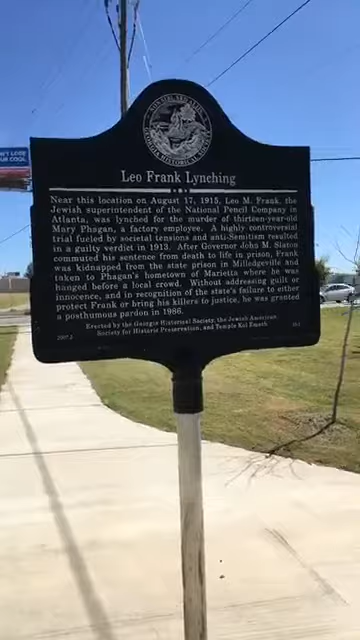 N'T LOSE
UR COOL
GEORGIA HISTORICAL SOCIETY
Leo Frank Lynching
Near this location on August 17, 1915, Leo M. Frank, the
Jewish superintendent of the National Pencil Company in
Atlanta, was lynched for the murder of thirteen-year-old
Mary Phagan, a factory employee. A highly controversial
trial fueled by societal tensions and anti-Semitism resulted
in a guilty verdict in 1913. After Governor John M. Slaton
commuted his sentence from death to life in prison, Frank
was kidnapped from the state prison in Milledgeville and
taken to Phagan's hometown of Marietta where he was
hanged before a local crowd. Without addressing guilt or
innocence, and in recognition of the state's failure to either
protect Frank or bring his killers to justice, he was granted
a posthumous pardon in 1986.
Erected by the Georgia Historical Society, the Jewish American
Society for Historic Preservation, and Temple Kol Emeth